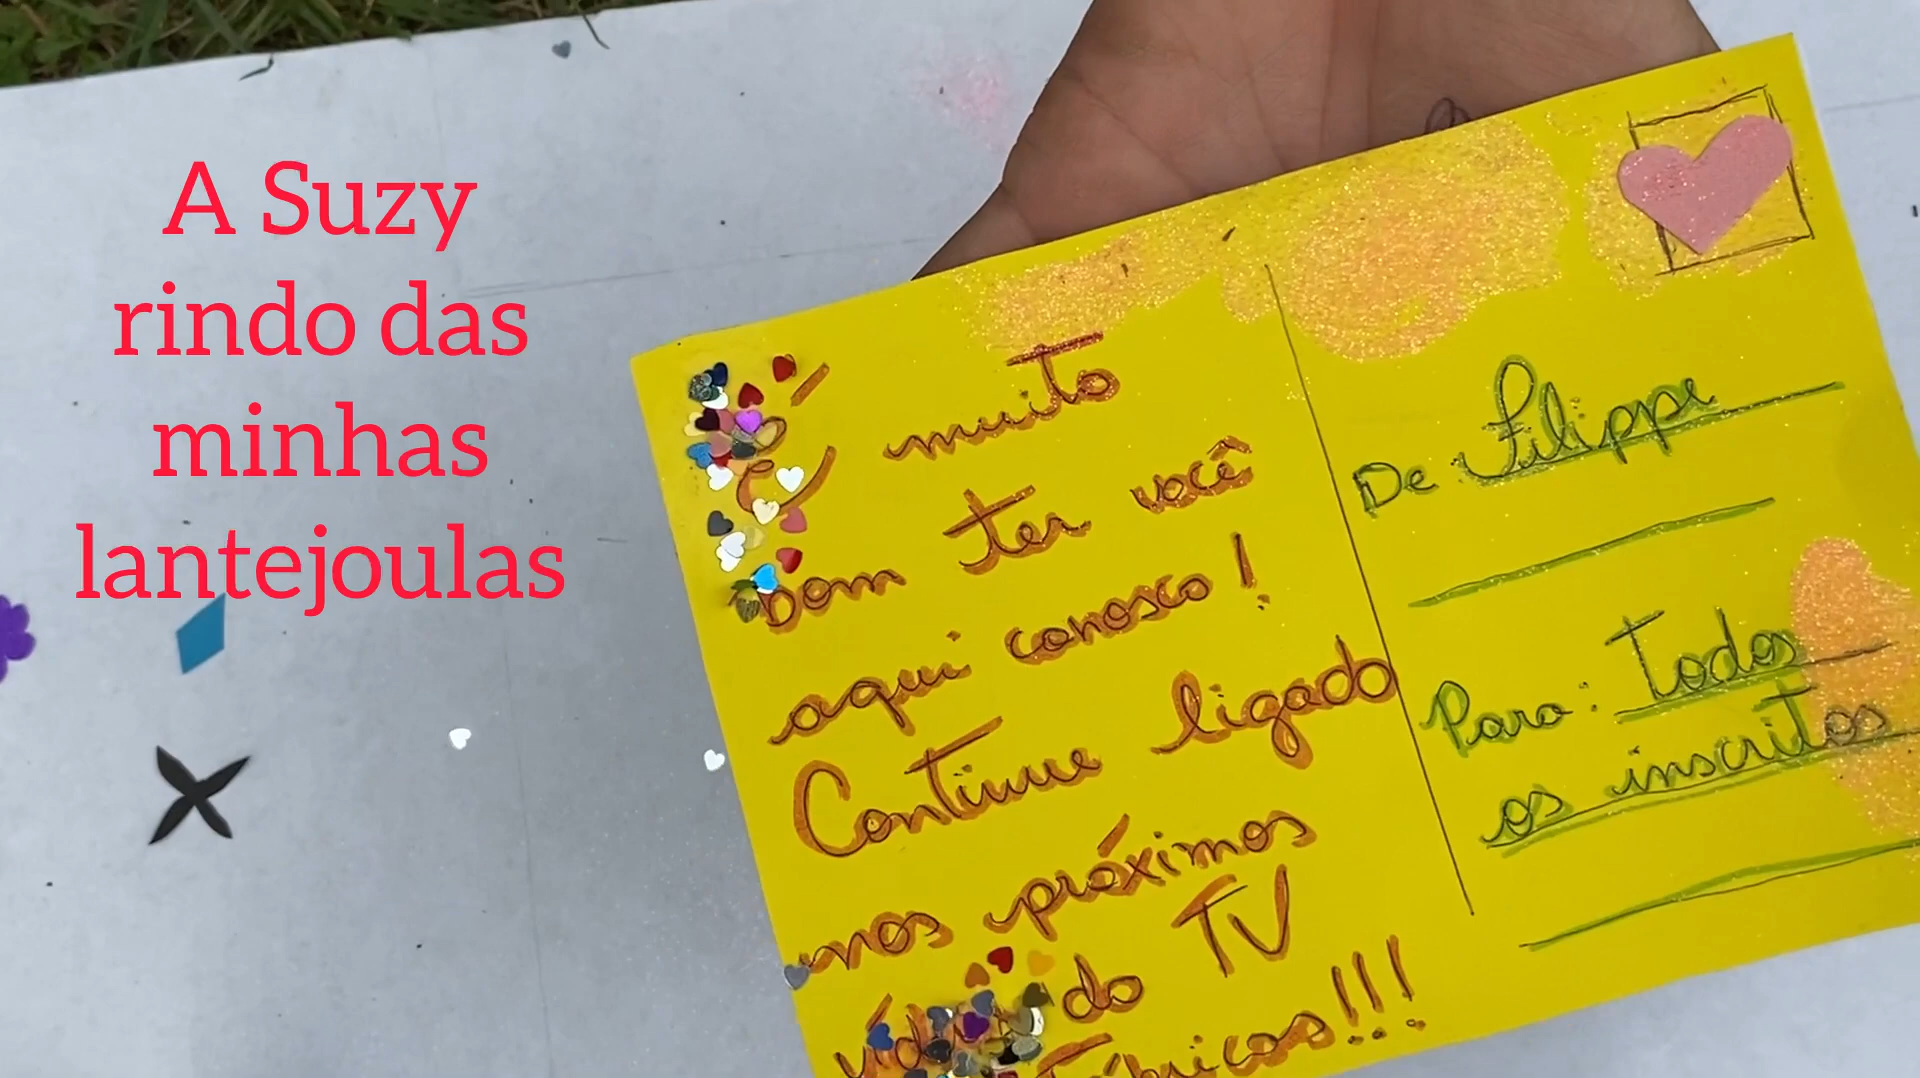 A Suzy
rindo das
minhas
lantejoulas
É muito
bom ter você
aqui conosco!
Continue ligado
nos próximos
do TV
De Filippe
Para: Todos
os inscritos